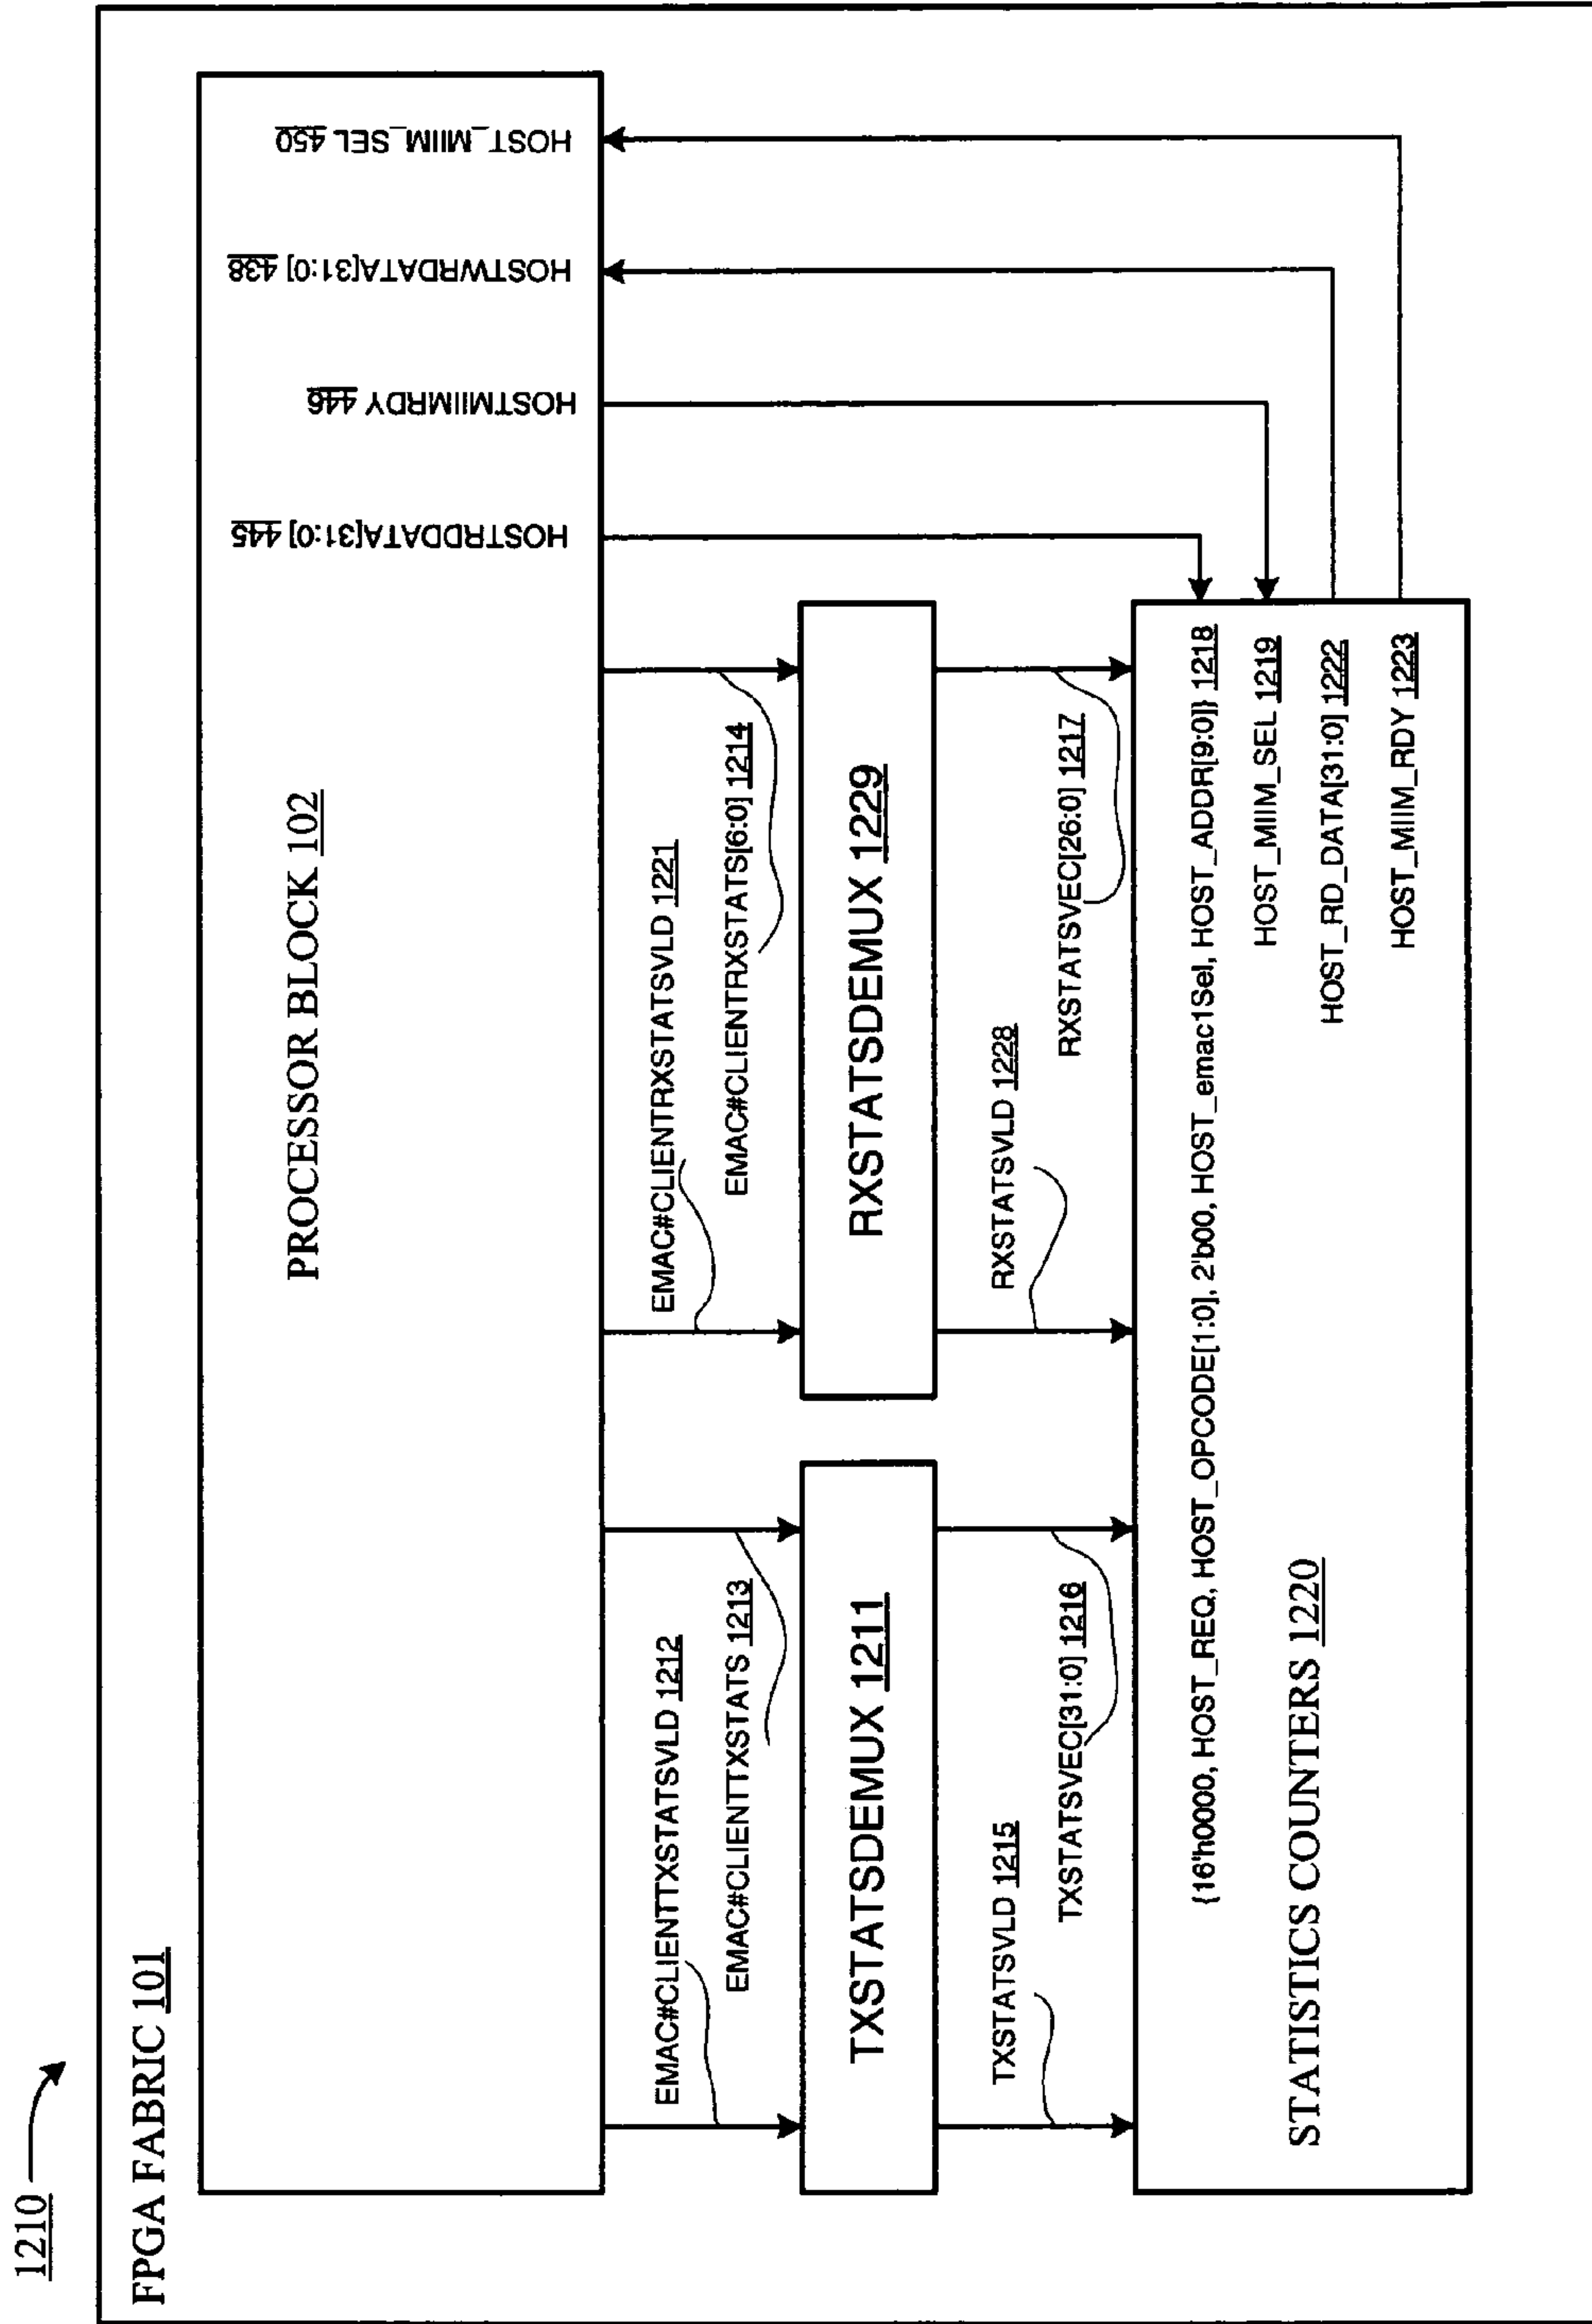 1210
FPGA FABRIC 101
PROCESSOR BLOCK 102
HOSTRDDATA[31:0] 445
HOSTMIIMRDY 446
HOSTWRDATA[31:0] 438
HOST_MIIM_SEL 450
EMAC#CLIENTTXSTATSVLD 1212
EMAC#CLIENTTXSTATS 1213
EMAC#CLIENTRXSTATSVLD 1221
EMAC#CLIENTRXSTATS[6:0] 1214
TXSTATSDEMUX 1211
RXSTATSDEMUX 1229
TXSTATSVLD 1215
TXSTATSVEC[31:0] 1216
RXSTATSVLD 1228
RXSTATSVEC[26:0] 1217
{16'h0000, HOST_REQ, HOST_OPCODE[1:0], 2'b00, HOST_emac1Sel, HOST_ADDR[9:0]} 1218
HOST_MIIM_SEL 1219
HOST_RD_DATA[31:0] 1222
HOST_MIIM_RDY 1223
STATISTICS COUNTERS 1220